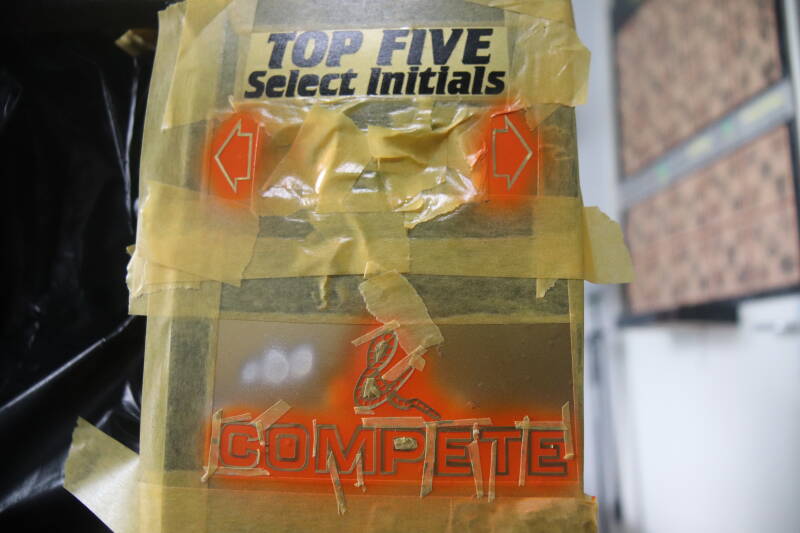 TOP FIVE
Select Initials
&
COMPETE